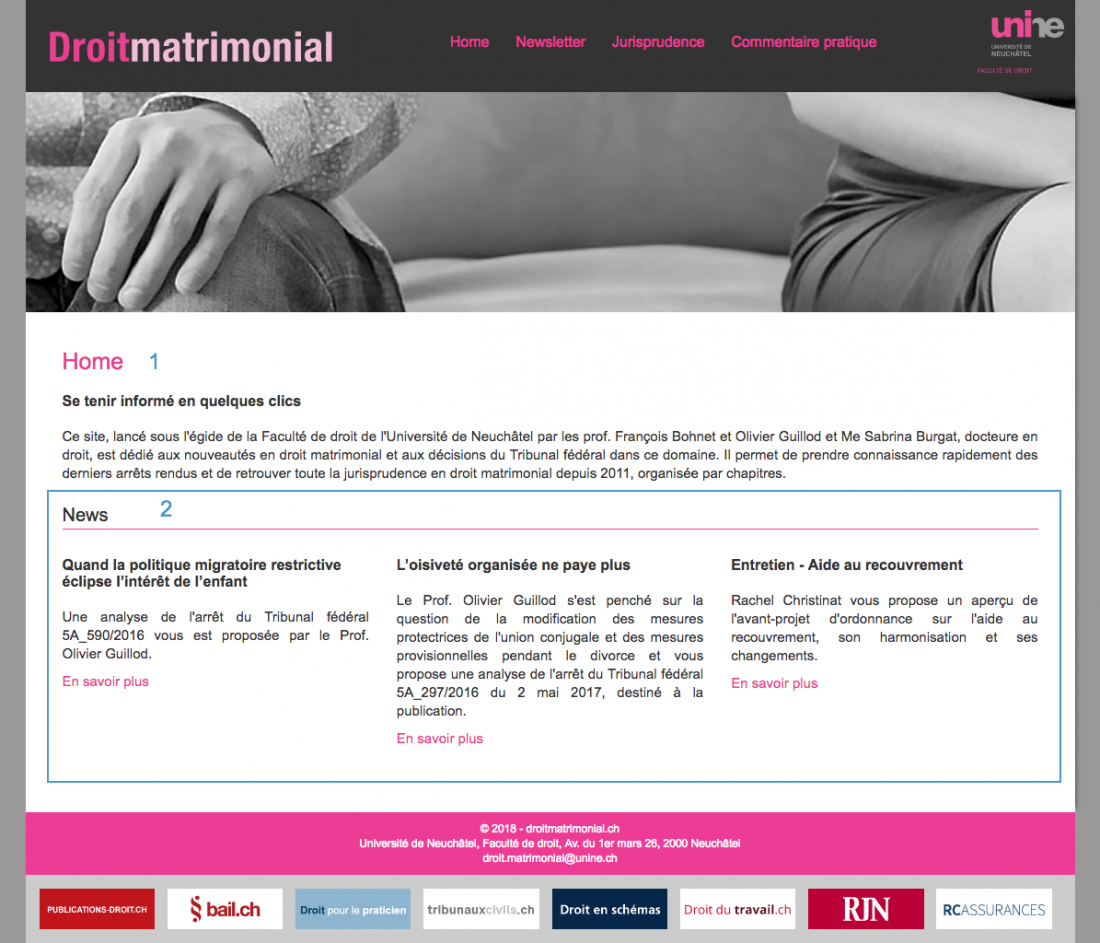 Droitmatrimonial
Home Newsletter Jurisprudence Commentaire pratique
unine
UNIVERSITÉ DE
NEUCHÂTEL
FACULTÉ DE DROIT
Home 1
Se tenir informé en quelques clics
Ce site, lancé sous l'égide de la Faculté de droit de l'Université de Neuchâtel par les prof. François Bohnet et Olivier Guillod et Me Sabrina Burgat, docteure en
droit, est dédié aux nouveautés en droit matrimonial et aux décisions du Tribunal fédéral dans ce domaine. Il permet de prendre connaissance rapidement des
derniers arrêts rendus et de retrouver toute la jurisprudence en droit matrimonial depuis 2011, organisée par chapitres.
News 2
Quand la politique migratoire restrictive
éclipse l’intérêt de l’enfant
Une analyse de l'arrêt du Tribunal fédéral
5A_590/2016 vous est proposée par le Prof.
Olivier Guillod.
En savoir plus
L’oisiveté organisée ne paye plus
Le Prof. Olivier Guillod s'est penché sur la
question de la modification des mesures
protectrices de l'union conjugale et des mesures
provisionnelles pendant le divorce et vous
propose une analyse de l'arrêt du Tribunal fédéral
5A_297/2016 du 2 mai 2017, destiné à la
publication.
En savoir plus
Entretien - Aide au recouvrement
Rachel Christinat vous propose un aperçu de
l'avant-projet d'ordonnance sur l'aide au
recouvrement, son harmonisation et ses
changements.
En savoir plus
© 2018 - droitmatrimonial.ch
Université de Neuchâtel, Faculté de droit, Av. du 1er mars 26, 2000 Neuchâtel
droit.matrimonial@unine.ch
PUBLICATIONS-DROIT.CH
§ bail.ch
Droit pour le praticien
tribunauxcivils.ch
Droit en schémas
Droit du travail.ch
RJN
RCASSURANCES